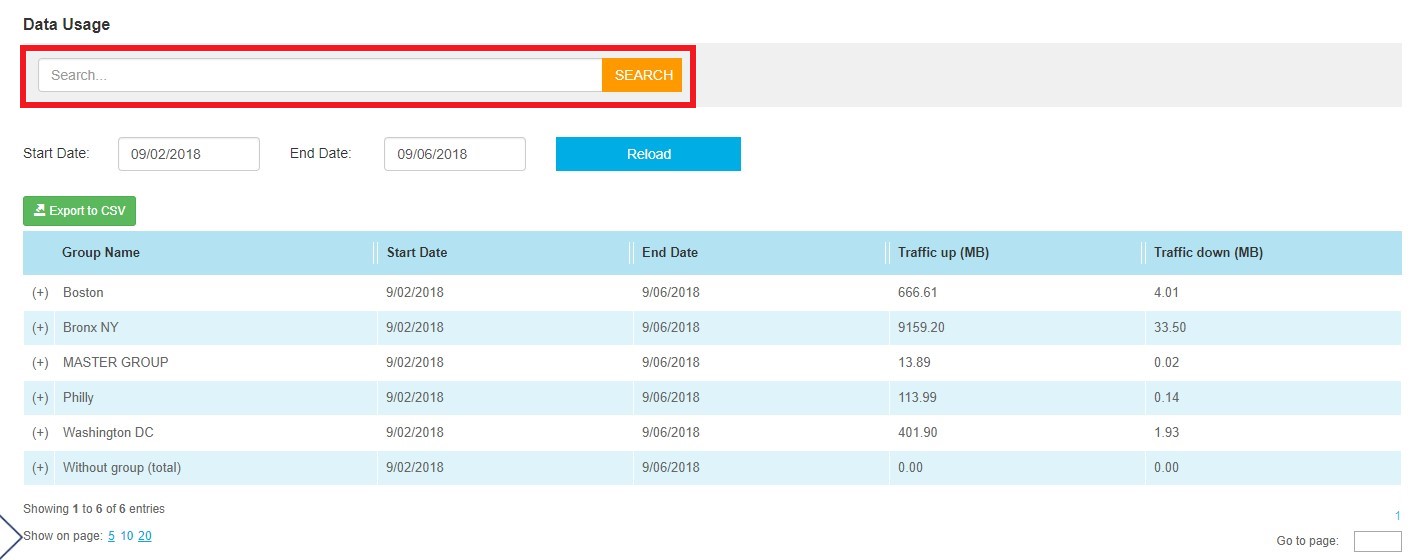 Data Usage
Search... SEARCH
Start Date: 09/02/2018 End Date: 09/06/2018 Reload
Export to CSV
Group Name Start Date End Date Traffic up (MB) Traffic down (MB)
(+) Boston 9/02/2018 9/06/2018 666.61 4.01
(+) Bronx NY 9/02/2018 9/06/2018 9159.20 33.50
(+) MASTER GROUP 9/02/2018 9/06/2018 13.89 0.02
(+) Philly 9/02/2018 9/06/2018 113.99 0.14
(+) Washington DC 9/02/2018 9/06/2018 401.90 1.93
(+) Without group (total) 9/02/2018 9/06/2018 0.00 0.00
Showing 1 to 6 of 6 entries
1
Show on page: 5 10 20
Go to page: